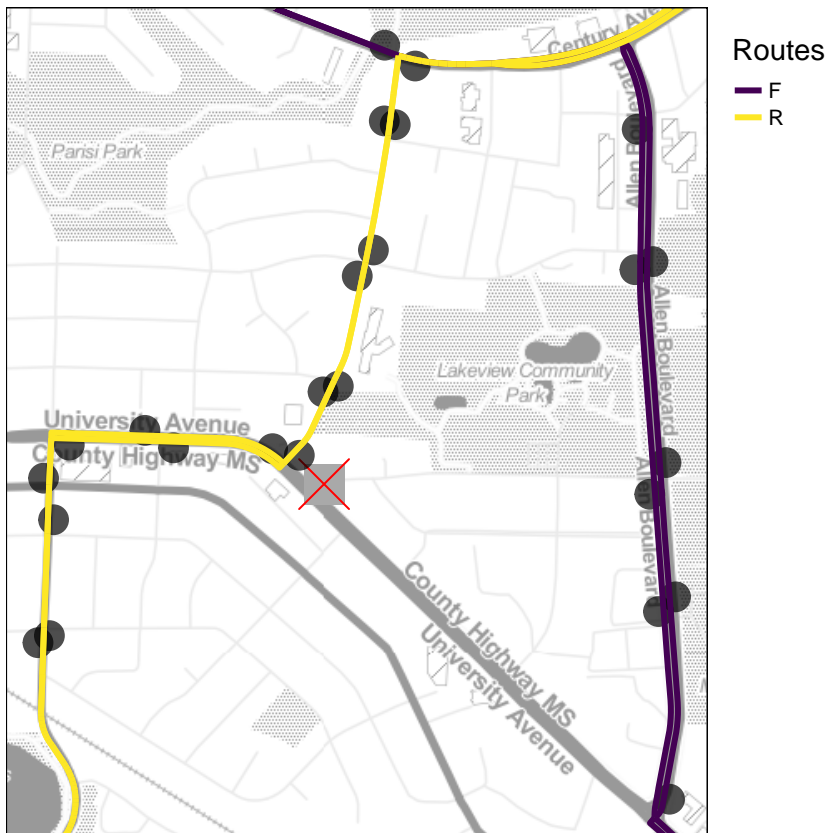 Century Ave
Routes
F
R
Allen Boulevard
Parisi Park
Allen Boulevard
Lakeview Community
Park
University Avenue
County Highway MS
Allen Boulevard
County Highway MS
University Avenue